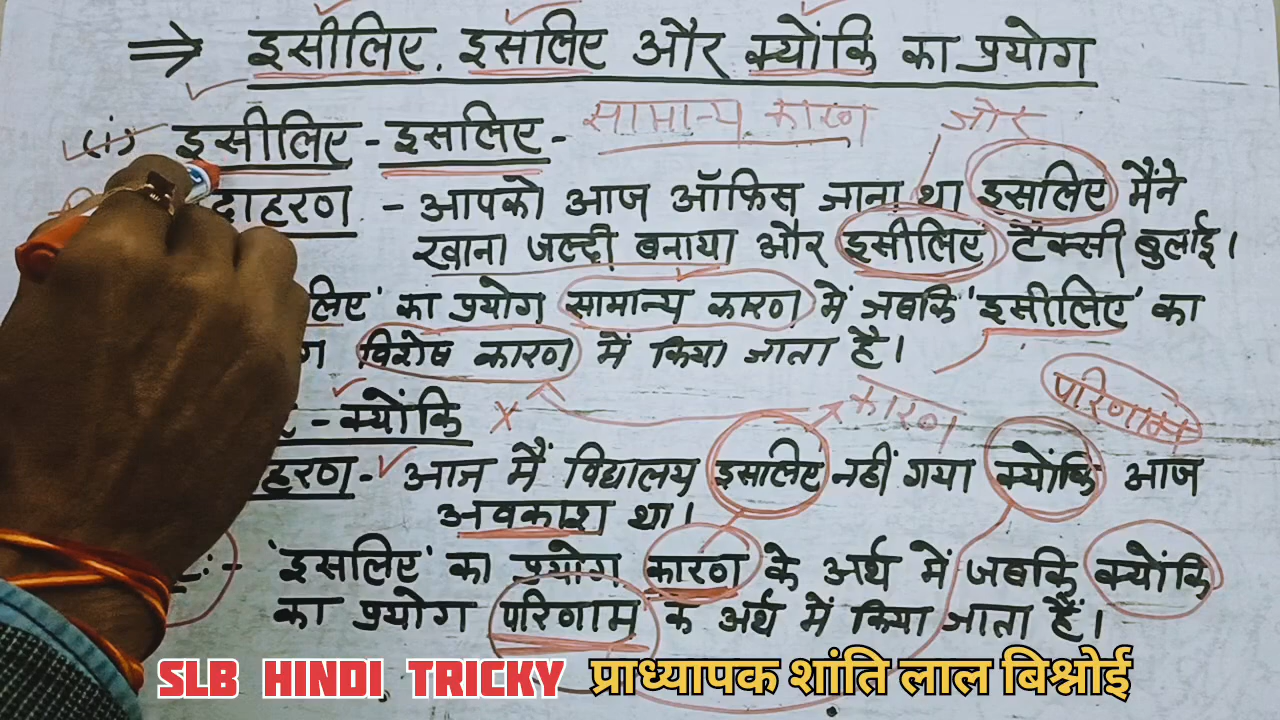 ⇒ इसीलिए, इसलिए और क्योंकि का प्रयोग
(i) इसीलिए - इसलिए - सामान्य कारण और
दाहरण - आपको आज ऑफिस जाना था इसलिए मैंने
खाना जल्दी बनाया और इसीलिए टैक्सी बुलाई।
लिए' का प्रयोग सामान्य कारण में जबकि 'इसीलिए' का
विशेष कारण में किया जाता है।
- क्योंकि
कारण
हरण - आज मैं विद्यालय इसलिए नहीं गया क्योंकि आज
अवकाश था।
:- 'इसलिए' का प्रयोग कारण के अर्थ में जबकि क्योंकि
का प्रयोग परिणाम के अर्थ में किया जाता हैं।
SLB HINDI TRICKY प्राध्यापक शांति लाल बिश्नोई